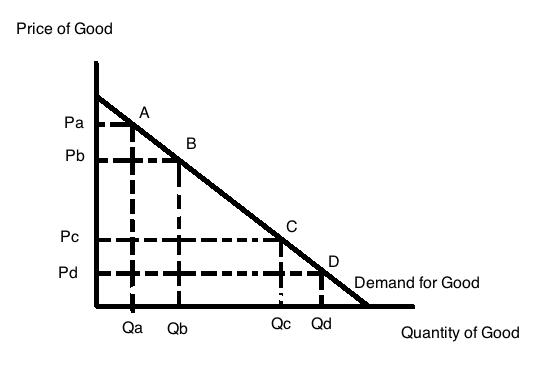 Price of Good
A
Pa
B
Pb
C
Pc
D
Pd
Demand for Good
Qa
Qb
Qc
Qd
Quantity of Good